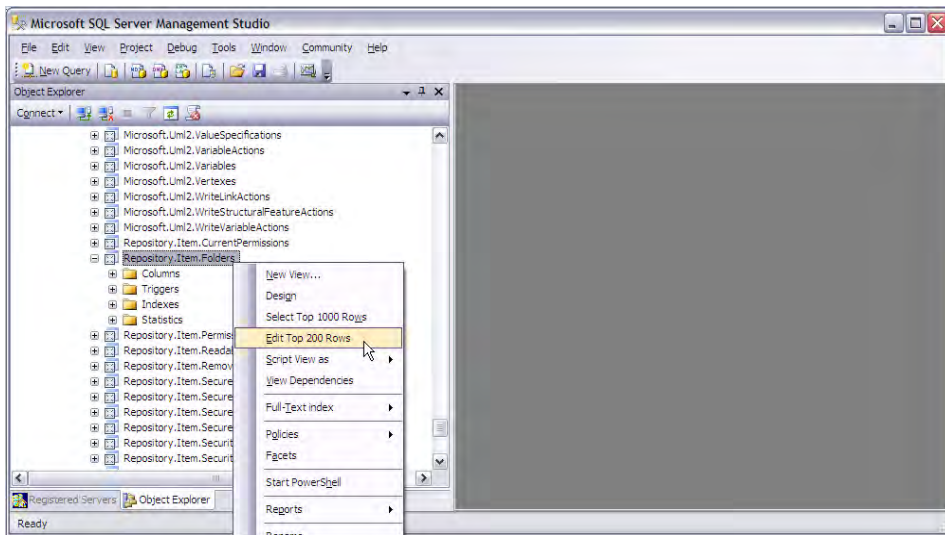 Microsoft SQL Server Management Studio
File Edit View Project Debug Tools Window Community Help
New Query
Object Explorer
Connect
Microsoft.Uml2.ValueSpecifications
Microsoft.Uml2.VariableActions
Microsoft.Uml2.Variables
Microsoft.Uml2.Vertexes
Microsoft.Uml2.WriteLinkActions
Microsoft.Uml2.WriteStructuralFeatureActions
Microsoft.Uml2.WriteVariableActions
Repository.Item.CurrentPermissions
Repository.Item.Folders
Columns
Triggers
Indexes
Statistics
Repository.Item.Permis
Repository.Item.Reada
Repository.Item.Remov
Repository.Item.Secure
Repository.Item.Secure
Repository.Item.Secure
Repository.Item.Securit
Repository.Item.Securit
New View...
Design
Select Top 1000 Rows
Edit Top 200 Rows
Script View as
View Dependencies
Full-Text index
Policies
Facets
Start PowerShell
Reports
Registered Servers Object Explorer
Ready